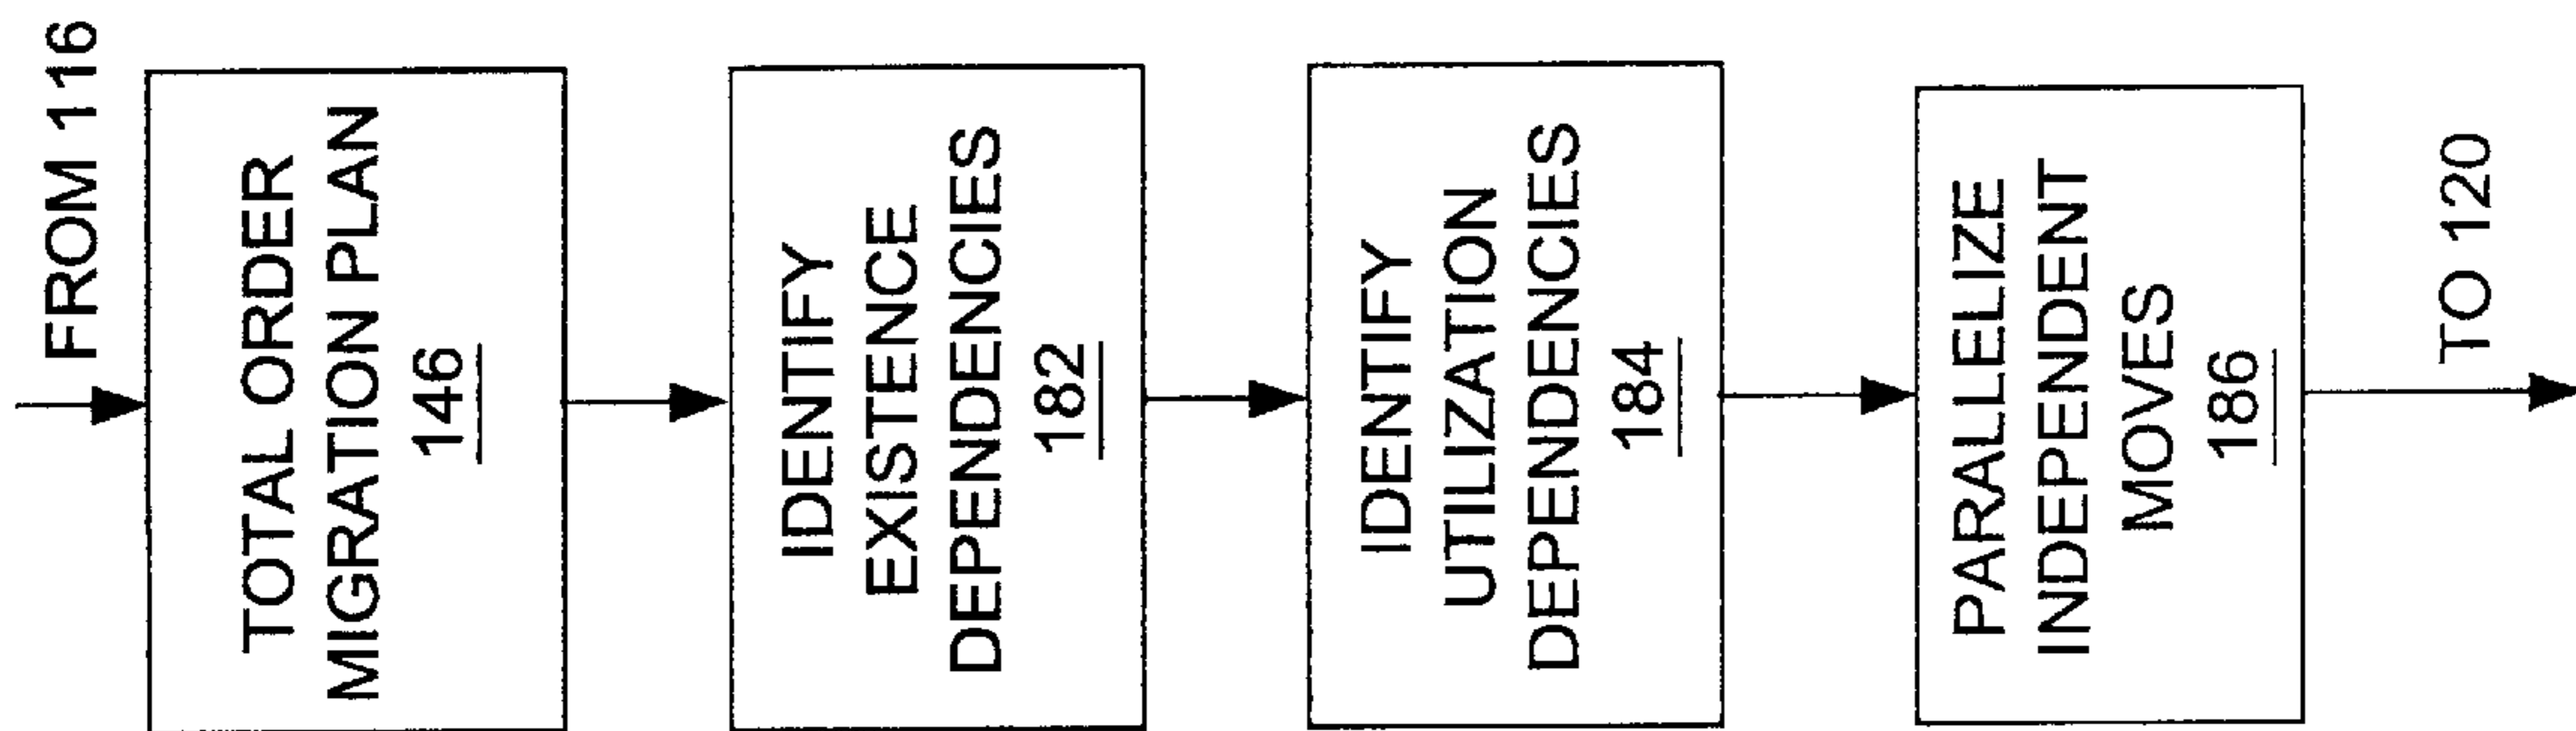 FROM 116
TOTAL ORDER
MIGRATION PLAN
146
IDENTIFY
EXISTENCE
DEPENDENCIES
182
IDENTIFY
UTILIZATION
DEPENDENCIES
184
PARALLELIZE
INDEPENDENT
MOVES
186
TO 120